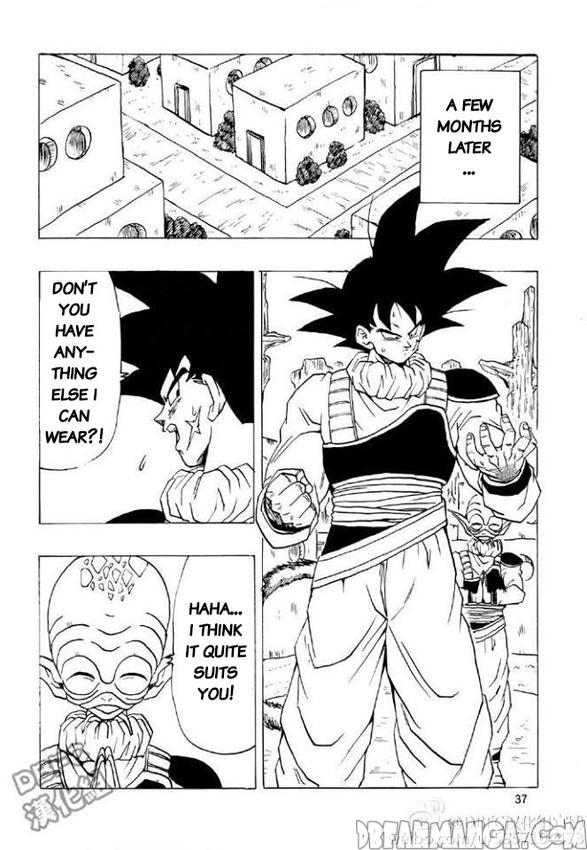 A FEW
MONTHS
LATER
...
DON'T
YOU
HAVE
ANY-
THING
ELSE I
CAN
WEAR?!
HAHA...
I THINK
IT QUITE
SUITS
YOU!
37
DBFANMANGA.COM